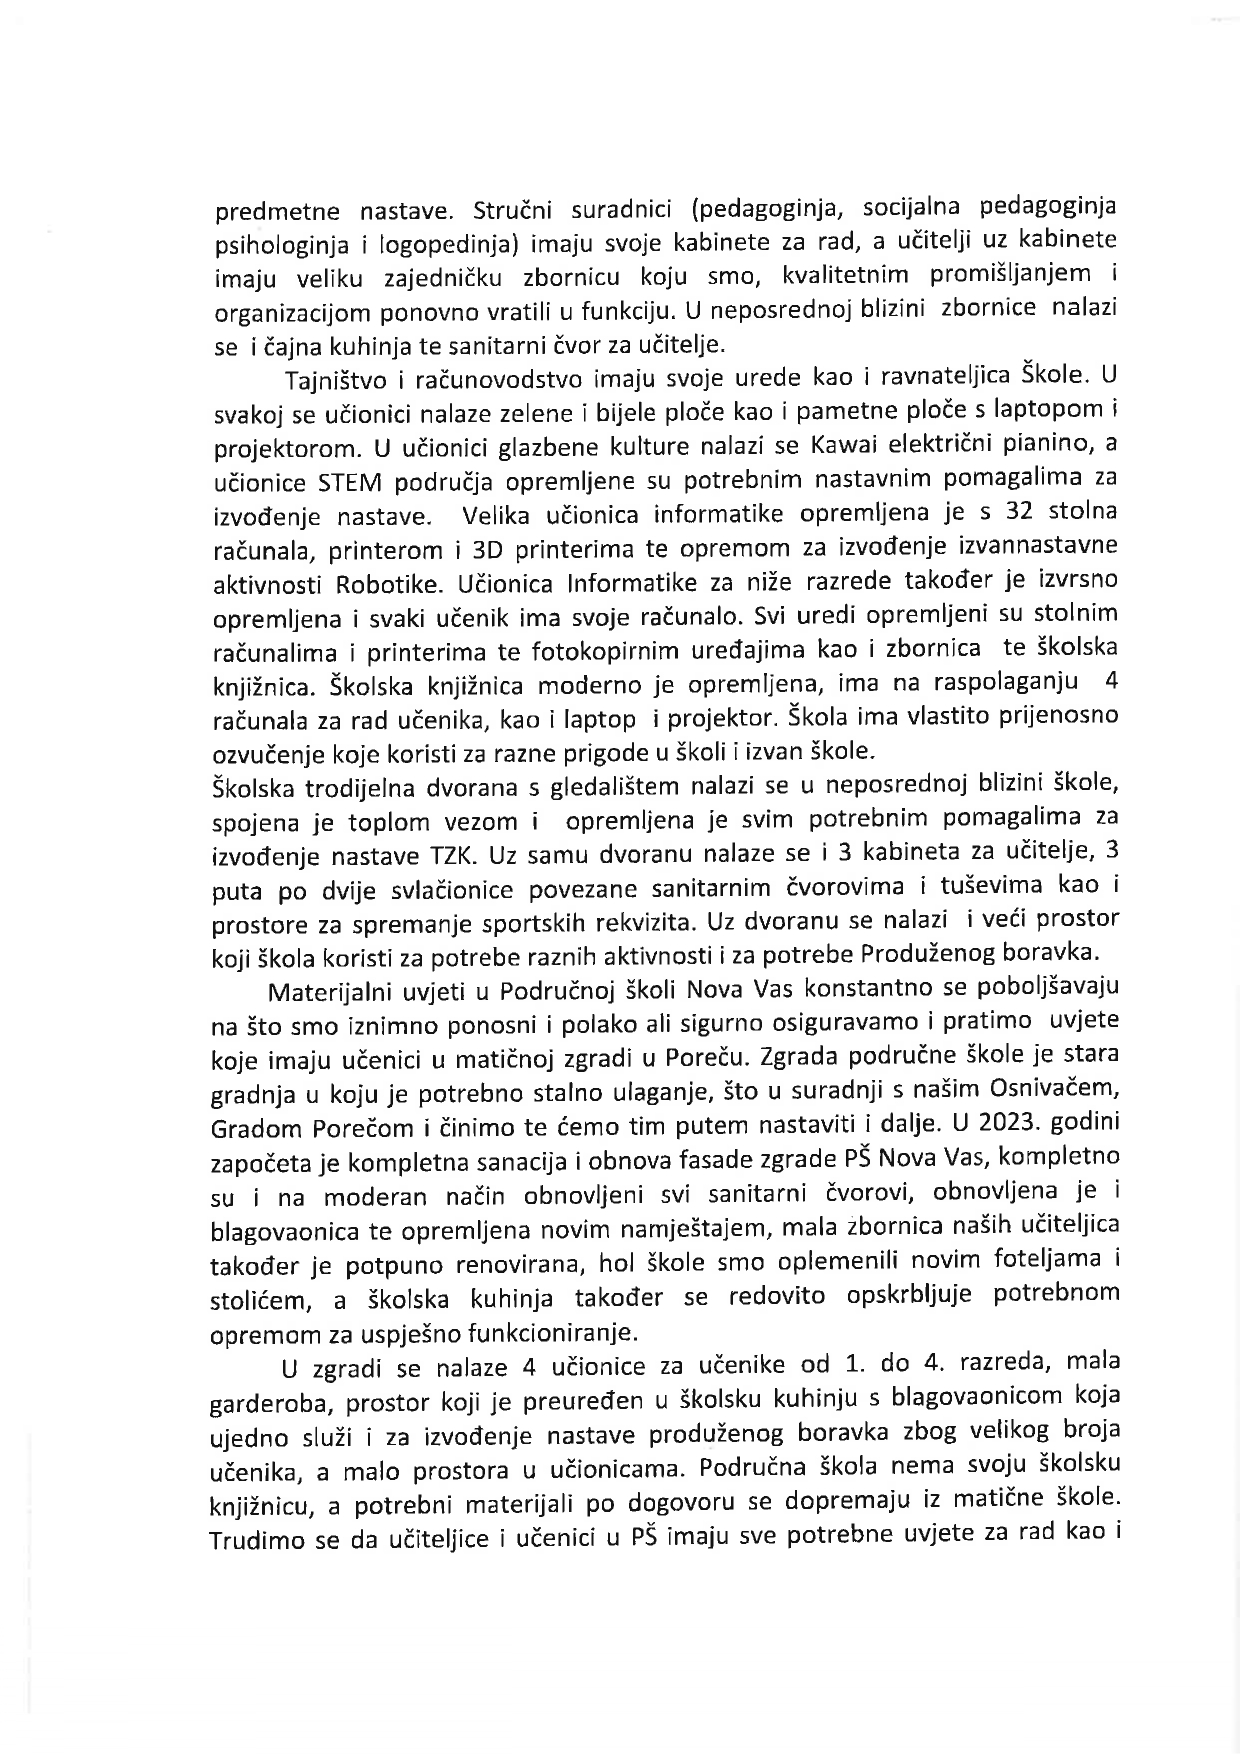 predmetne nastave. Stručni suradnici (pedagoginja, socijalna pedagoginja
psihologinja i logopedinja) imaju svoje kabinete za rad, a učitelji uz kabinete
imaju veliku zajedničku zbornicu koju smo, kvalitetnim promišljanjem i
organizacijom ponovno vratili u funkciju. U neposrednoj blizini zbornice nalazi
se i čajna kuhinja te sanitarni čvor za učitelje.
Tajništvo i računovodstvo imaju svoje urede kao i ravnateljica Škole. U
svakoj se učionici nalaze zelene i bijele ploče kao i pametne ploče s laptopom i
projektorom. U učionici glazbene kulture nalazi se Kawai električni pianino, a
učionice STEM područja opremljene su potrebnim nastavnim pomagalima za
izvođenje nastave. Velika učionica informatike opremljena je s 32 stolna
računala, printerom i 3D printerima te opremom za izvođenje izvannastavne
aktivnosti Robotike. Učionica Informatike za niže razrede također je izvrsno
opremljena i svaki učenik ima svoje računalo. Svi uredi opremljeni su stolnim
računalima i printerima te fotokopirnim uređajima kao i zbornica te školska
knjižnica. Školska knjižnica moderno je opremljena, ima na raspolaganju 4
računala za rad učenika, kao i laptop i projektor. Škola ima vlastito prijenosno
ozvučenje koje koristi za razne prigode u školi i izvan škole.
Školska trodijelna dvorana s gledalištem nalazi se u neposrednoj blizini škole,
spojena je toplom vezom i opremljena je svim potrebnim pomagalima za
izvođenje nastave TZK. Uz samu dvoranu nalaze se i 3 kabineta za učitelje, 3
puta po dvije svlačionice povezane sanitarnim čvorovima i tuševima kao i
prostore za spremanje sportskih rekvizita. Uz dvoranu se nalazi i veći prostor
koji škola koristi za potrebe raznih aktivnosti i za potrebe Produženog boravka.
Materijalni uvjeti u Područnoj školi Nova Vas konstantno se poboljšavaju
na što smo iznimno ponosni i polako ali sigurno osiguravamo i pratimo uvjete
koje imaju učenici u matičnoj zgradi u Poreču. Zgrada područne škole je stara
gradnja u koju je potrebno stalno ulaganje, što u suradnji s našim Osnivačem,
Gradom Porečom i činimo te ćemo tim putem nastaviti i dalje. U 2023. godini
započeta je kompletna sanacija i obnova fasade zgrade PŠ Nova Vas, kompletno
su i na moderan način obnovljeni svi sanitarni čvorovi, obnovljena je i
blagovaonica te opremljena novim namještajem, mala zbornica naših učiteljica
također je potpuno renovirana, hol škole smo oplemenili novim foteljama i
stolićem, a školska kuhinja također se redovito opskrbljuje potrebnom
opremom za uspješno funkcioniranje.
U zgradi se nalaze 4 učionice za učenike od 1. do 4. razreda, mala
garderoba, prostor koji je preuređen u školsku kuhinju s blagovaonicom koja
ujedno služi i za izvođenje nastave produženog boravka zbog velikog broja
učenika, a malo prostora u učionicama. Područna škola nema svoju školsku
knjižnicu, a potrebni materijali po dogovoru se dopremaju iz matične škole.
Trudimo se da učiteljice i učenici u PŠ imaju sve potrebne uvjete za rad kao i